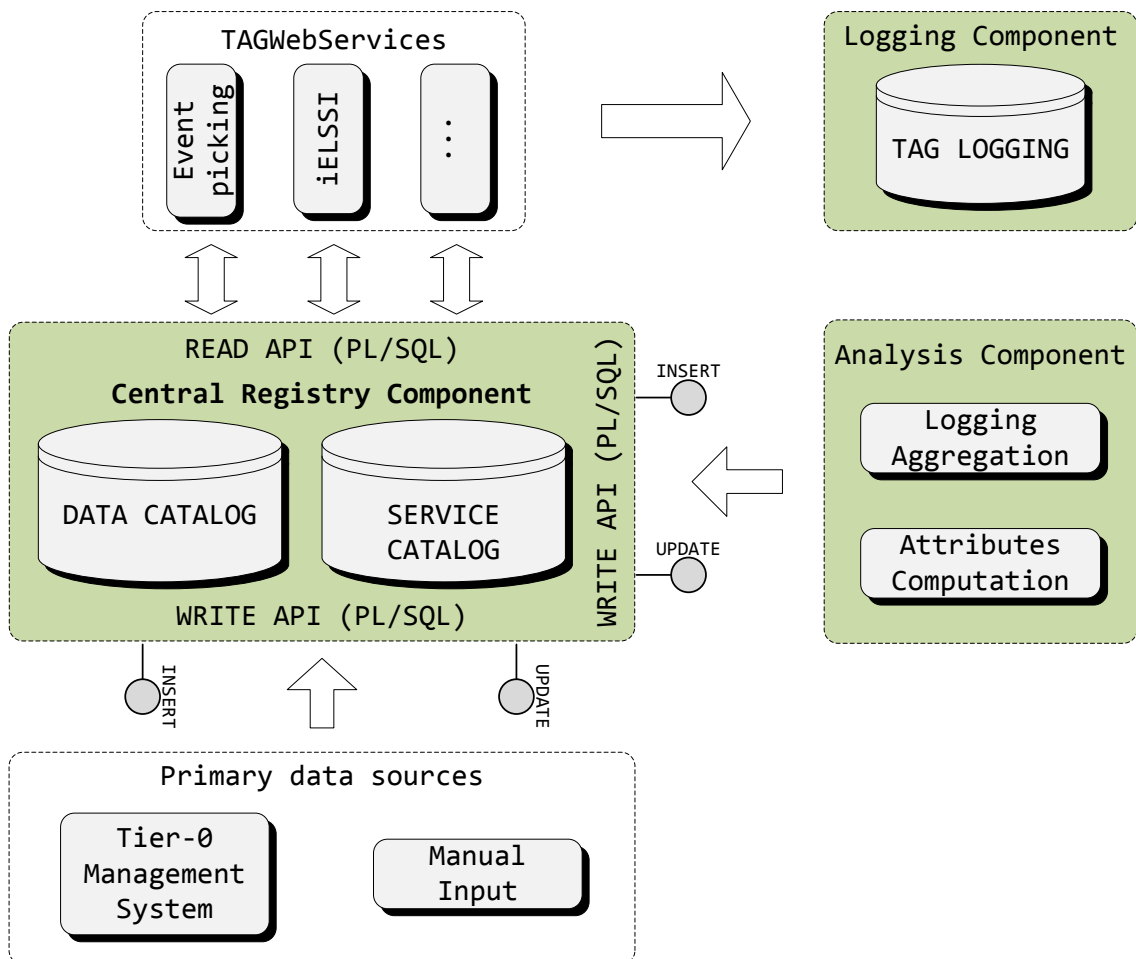 TAGWebServices
Event
picking
iELSSI
...
Logging Component
TAG LOGGING
READ API (PL/SQL)
Central Registry Component
DATA CATALOG
SERVICE
CATALOG
WRITE API (PL/SQL)
WRITE API (PL/SQL)
INSERT
UPDATE
Analysis Component
Logging
Aggregation
Attributes
Computation
INSERT
UPDATE
Primary data sources
Tier-0
Management
System
Manual
Input